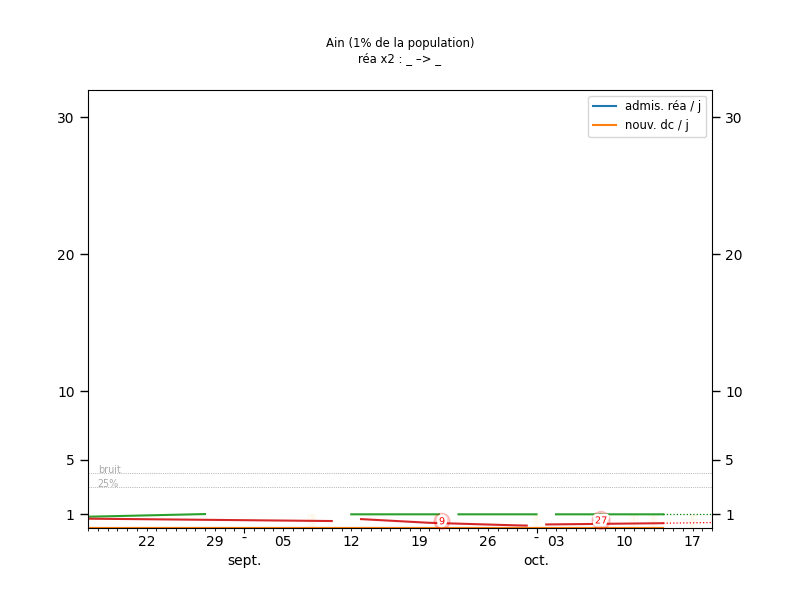 Ain (1% de la population)
réa x2 : _ –> _
admis. réa / j
nouv. dc / j
30 30
20 20
10 10
5 5
bruit
25%
1 1
9 27
22 29 - 05 12 19 26 - 03 10 17
sept. oct.